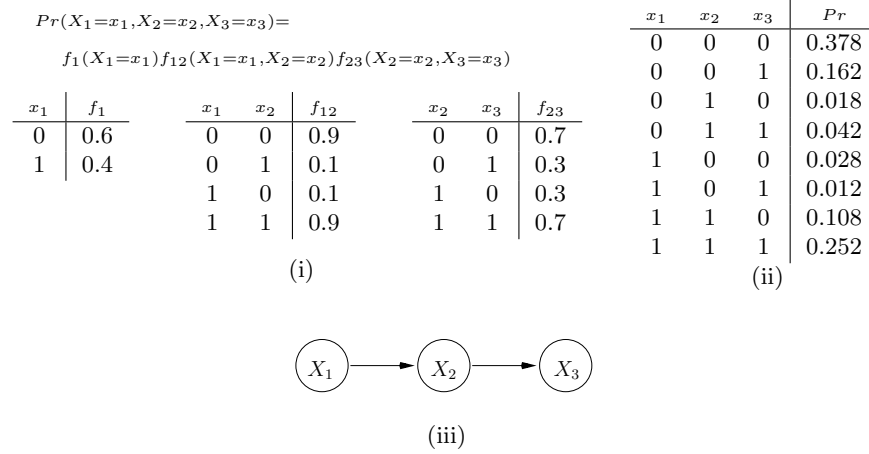 Pr(X₁=x₁,X₂=x₂,X₃=x₃)=
f₁(X₁=x₁)f₁₂(X₁=x₁,X₂=x₂)f₂₃(X₂=x₂,X₃=x₃)
x₁ f₁
0 0.6
1 0.4
x₁ x₂ f₁₂
0 0 0.9
0 1 0.1
1 0 0.1
1 1 0.9
x₂ x₃ f₂₃
0 0 0.7
0 1 0.3
1 0 0.3
1 1 0.7
(i)
x₁ x₂ x₃ Pr
0 0 0 0.378
0 0 1 0.162
0 1 0 0.018
0 1 1 0.042
1 0 0 0.028
1 0 1 0.012
1 1 0 0.108
1 1 1 0.252
(ii)
X₁ X₂ X₃
(iii)